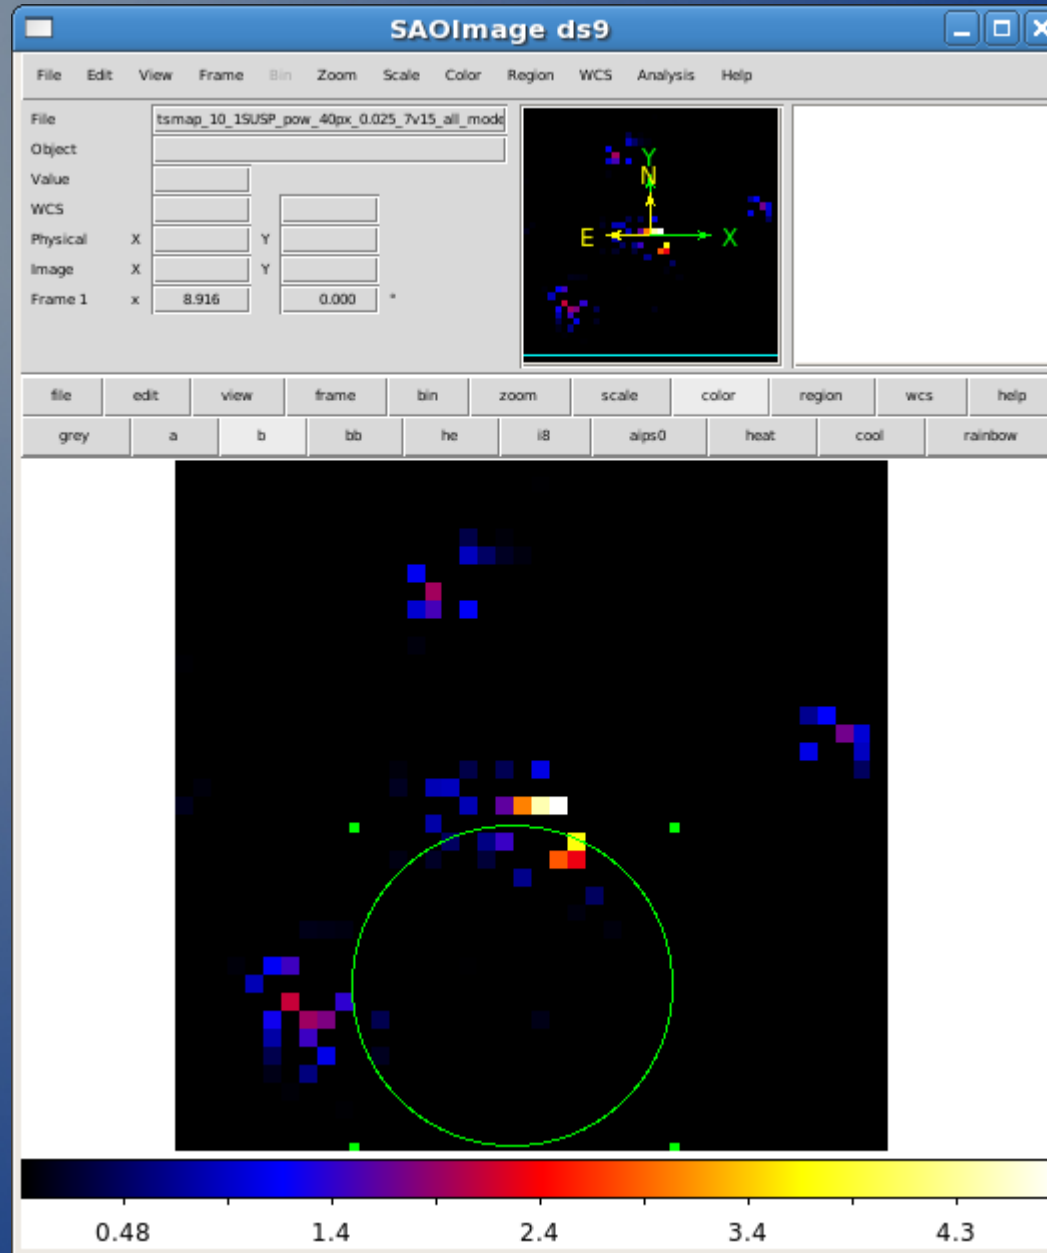 SAOImage ds9
File Edit View Frame Bin Zoom Scale Color Region WCS Analysis Help
File tsmap_10_1SUSP_pow_40px_0.025_7v15_all_mode
Object
Value
WCS
Physical X Y
Image X Y
Frame 1 x 8.916 0.000 °
Y
N
E X
file edit view frame bin zoom scale color region wcs help
grey a b bb he i8 aips0 heat cool rainbow
0.48 1.4 2.4 3.4 4.3